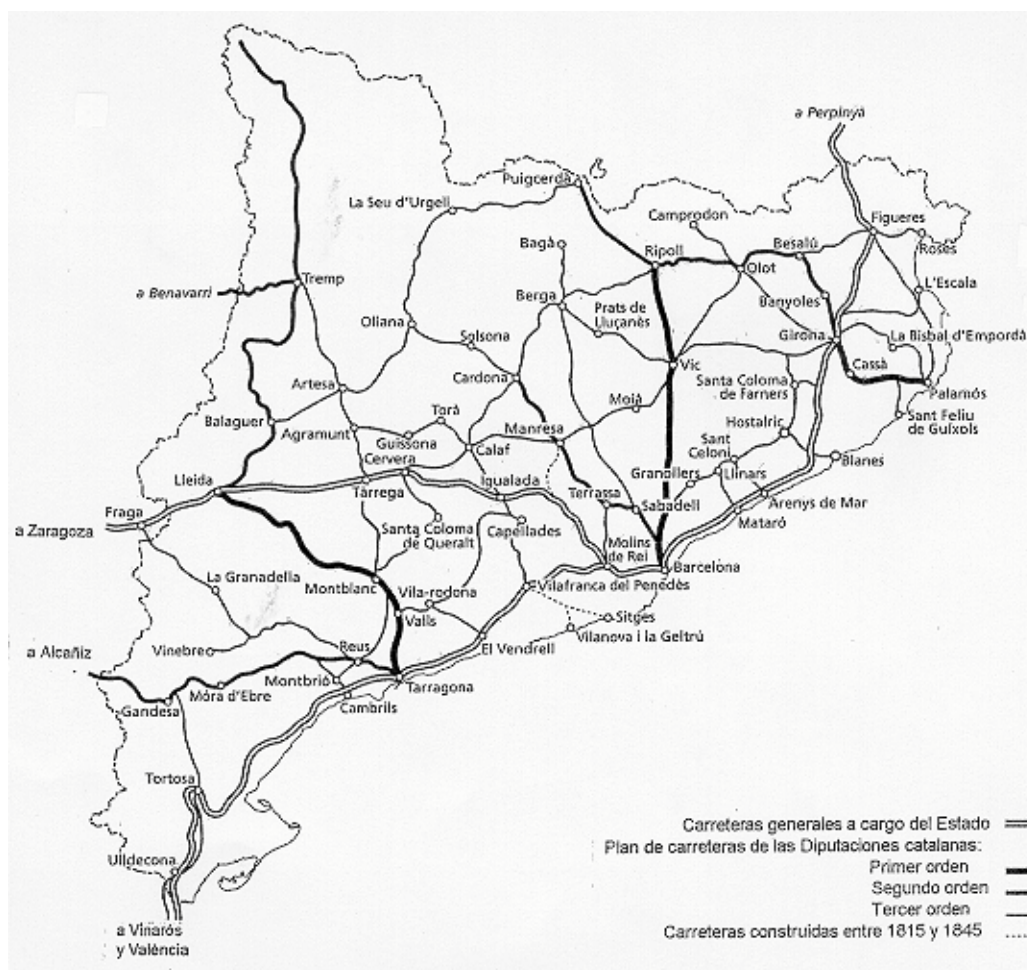 a Perpinyà
Puigcerdà
La Seu d'Urgell
Camprodon
Figueres
Besalú
Roses
Bagà
Ripoll
Olot
Tremp
L'Escala
a Benavarri
Banyoles
Berga
Prats de
Lluçanès
Oliana
Girona
La Bisbal d'Empordà
Solsona
Vic
Cassà
Cardona
Santa Coloma
de Farners
Artesa
Palamós
Moià
Torà
Sant Feliu
de Guíxols
Balaguer
Hostalric
Agramunt
Manresa
Guissona
Calaf
Sant
Celoni
Cervera
Blanes
Granollers
Llinars
Lleida
Igualada
Terrassa
Tàrrega
Sabadell
Arenys de Mar
Fraga
Mataró
a Zaragoza
Santa Coloma
de Queralt
Capellades
Molins
de Rei
Barcelona
La Granadella
Montblanc
Vila-rodona
Vilafranca del Penedès
Valls
Sitges
Vilanova i la Geltrú
a Alcañiz
Vinebre
Reus
El Vendrell
Montbrió
Tarragona
Móra d'Ebre
Cambrils
Gandesa
Tortosa
Ulldecona
a Vinaròs
y València
Carreteras generales a cargo del Estado
Plan de carreteras de las Diputaciones catalanas:
Primer orden
Segundo orden
Tercer orden
Carreteras construidas entre 1815 y 1845